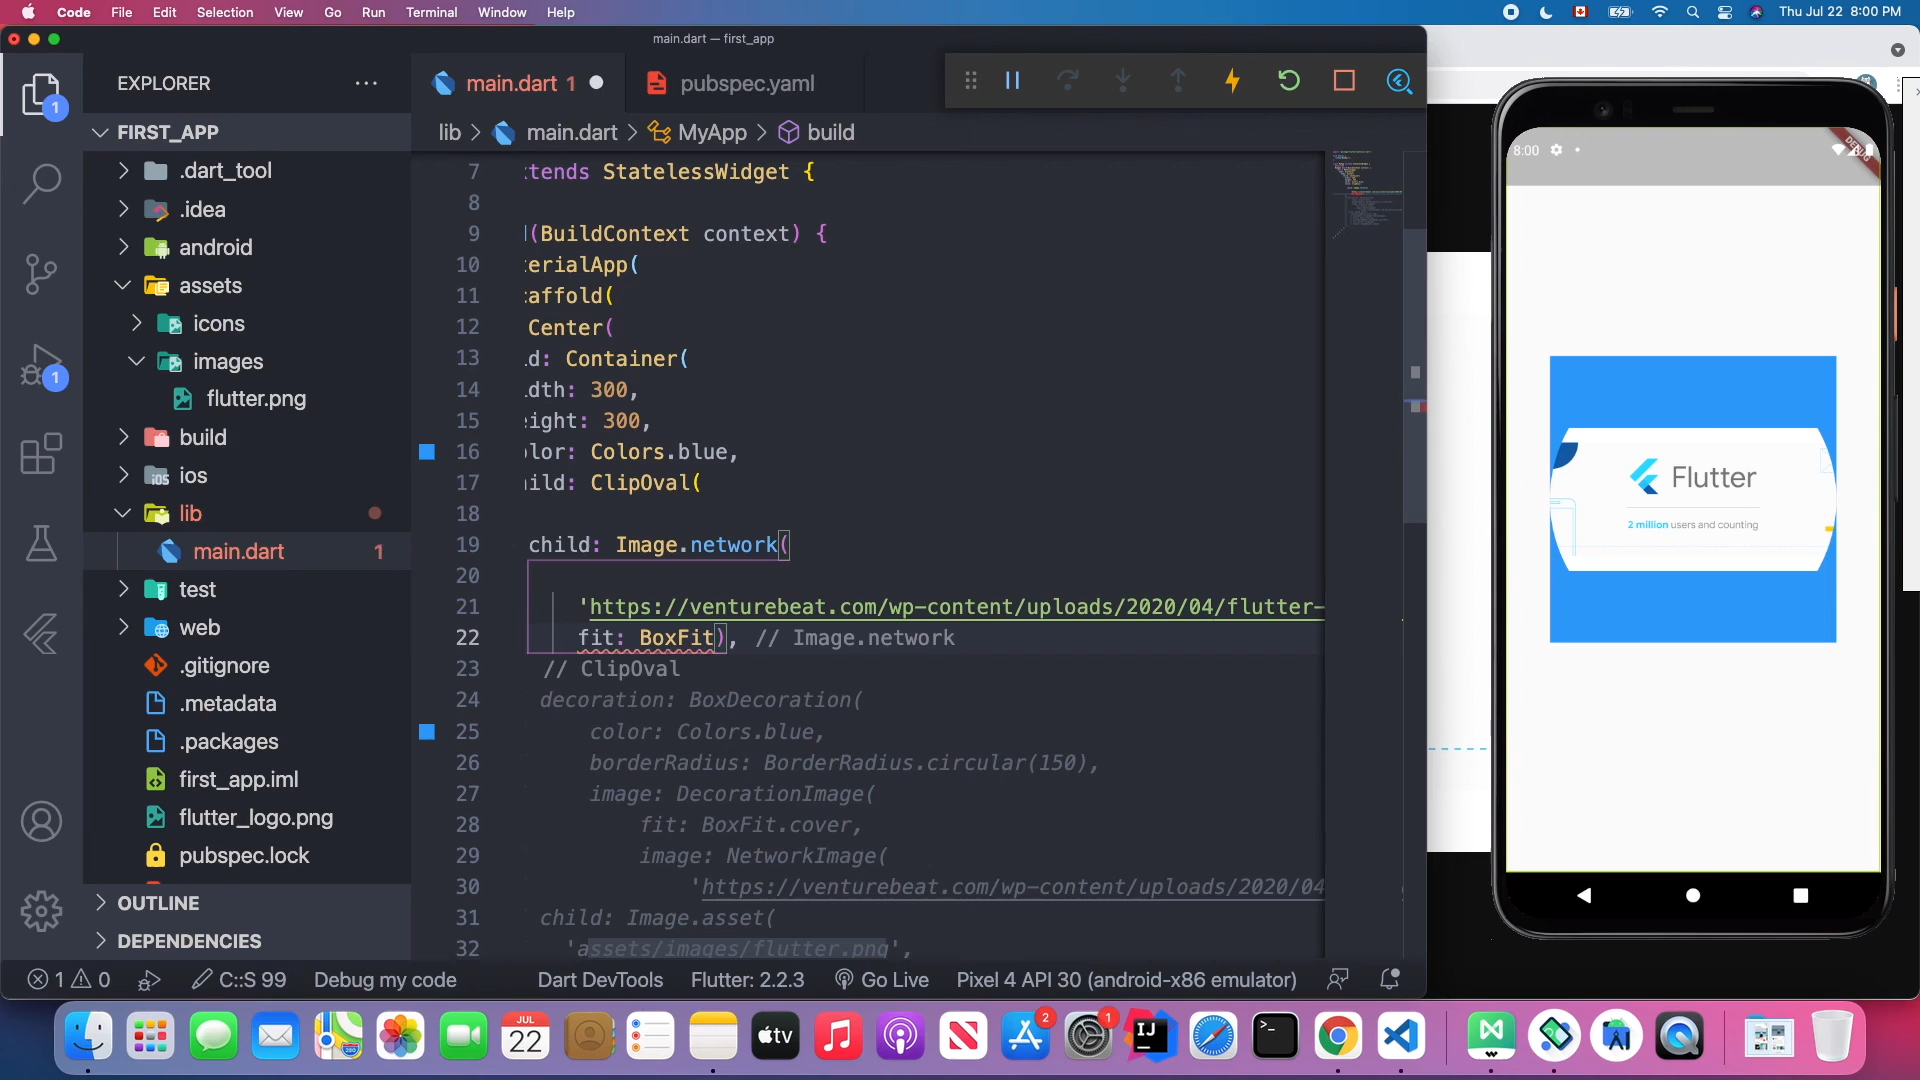 Code File Edit Selection View Go Run Terminal Window Help Thu Jul 22 8:00 PM
main.dart — first_app
EXPLORER
main.dart 1
pubspec.yaml
FIRST_APP
lib > main.dart > MyApp > build
.dart_tool
.idea
android
assets
icons
images
flutter.png
build
ios
lib
main.dart 1
test
web
.gitignore
.metadata
.packages
first_app.iml
flutter_logo.png
pubspec.lock
OUTLINE
DEPENDENCIES
1
1
7 tends StatelessWidget {
8
9 (BuildContext context) {
10 erialApp(
11 affold(
12 Center(
13 d: Container(
14 dth: 300,
15 ight: 300,
16 lor: Colors.blue,
17 ild: ClipOval(
18
19 child: Image.network(
20
21 'https://venturebeat.com/wp-content/uploads/2020/04/flutter-
22 fit: BoxFit), // Image.network
23 // ClipOval
24 decoration: BoxDecoration(
25 color: Colors.blue,
26 borderRadius: BorderRadius.circular(150),
27 image: DecorationImage(
28 fit: BoxFit.cover,
29 image: NetworkImage(
30 'https://venturebeat.com/wp-content/uploads/2020/04
31 child: Image.asset(
32 'assets/images/flutter.png',
1 0 C::S 99 Debug my code Dart DevTools Flutter: 2.2.3 Go Live Pixel 4 API 30 (android-x86 emulator)
8:00
DEBUG
Flutter
2 million users and counting
JUL
22
tv
2
1
IJ